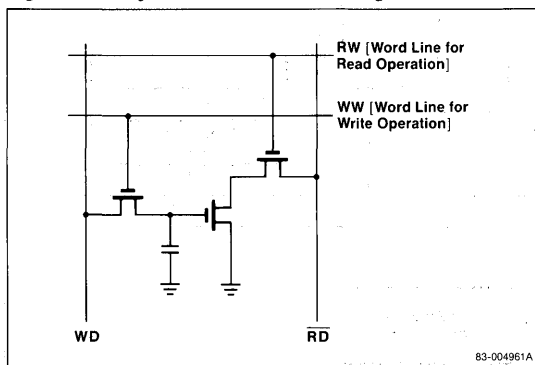 RW [Word Line for
Read Operation]
WW [Word Line for
Write Operation]
WD
RD
83-004961A